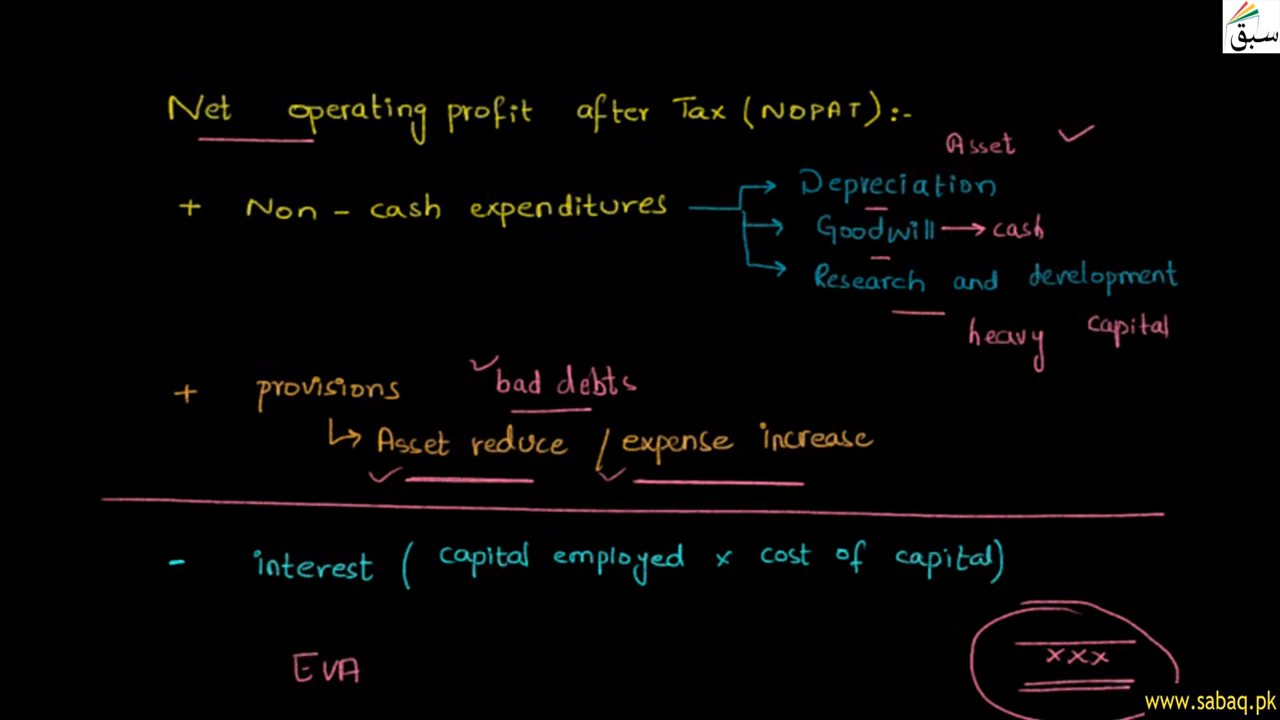 سبق
Net operating profit after Tax (NOPAT) :-
Asset ✓
+ Non - cash expenditures
Depreciation
Goodwill → cash
Research and development
heavy capital
+ provisions ✓ bad debts
↳ Asset reduce / expense increase
- interest ( capital employed x cost of capital)
EVA xxx
www.sabaq.pk